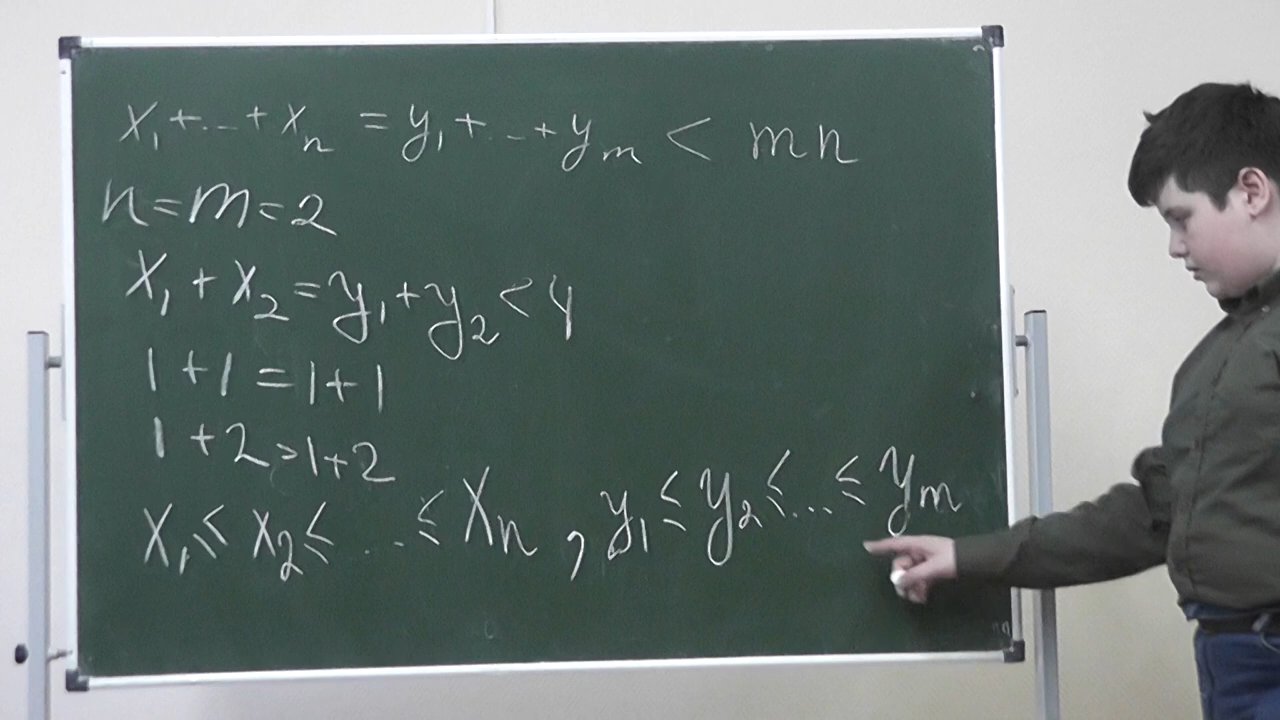 x₁ + ... + xₙ = y₁ + ... + yₘ < mn
n = m = 2
x₁ + x₂ = y₁ + y₂ < 4
1 + 1 = 1 + 1
1 + 2 = 1 + 2
x₁ ≤ x₂ ≤ ... ≤ xₙ , y₁ ≤ y₂ ≤ ... ≤ yₘ